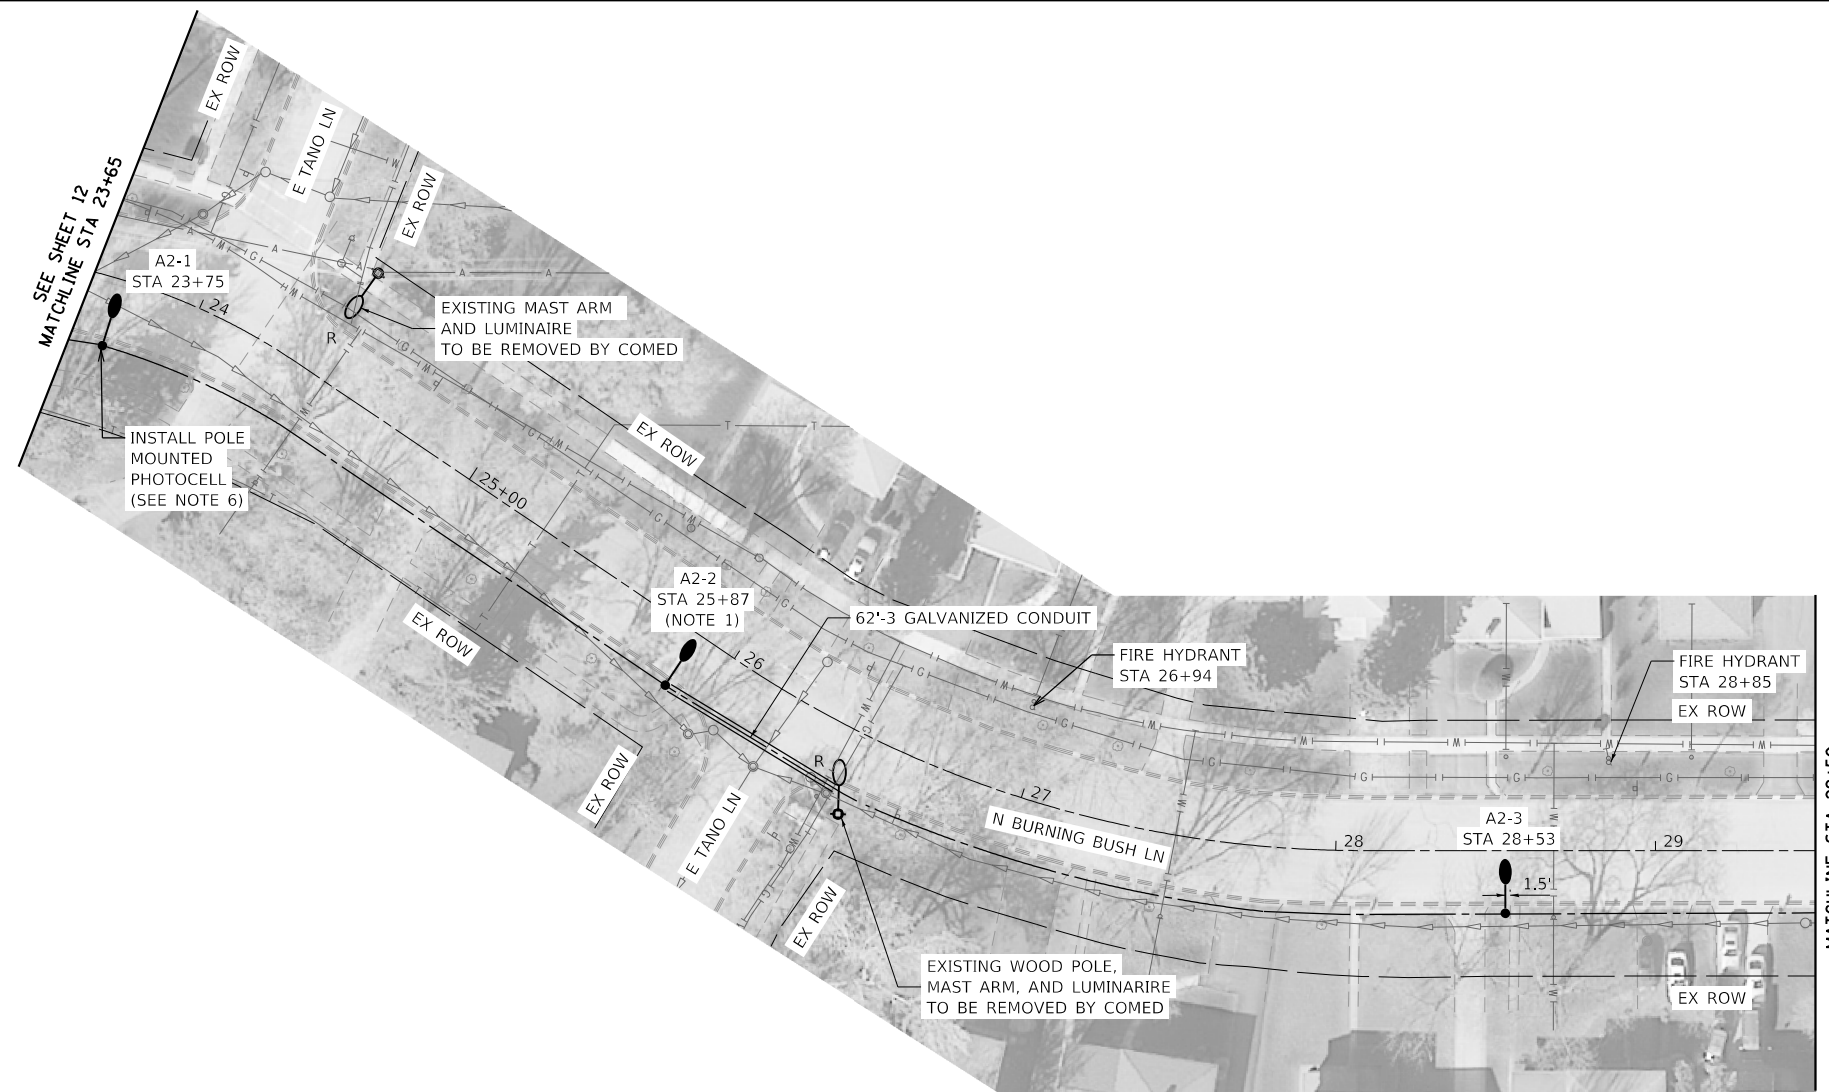 SEE SHEET 12
MATCHLINE STA 23+65
EX ROW
E TANO LN
EX ROW
A2-1
STA 23+75
24
R
EXISTING MAST ARM
AND LUMINAIRE
TO BE REMOVED BY COMED
INSTALL POLE
MOUNTED
PHOTOCELL
(SEE NOTE 6)
EX ROW
25+00
EX ROW
A2-2
STA 25+87
(NOTE 1)
26
62'-3 GALVANIZED CONDUIT
FIRE HYDRANT
STA 26+94
FIRE HYDRANT
STA 28+85
EX ROW
EX ROW
E TANO LN
R
27
N BURNING BUSH LN
28
A2-3
STA 28+53
29
1.5'
EX ROW
EXISTING WOOD POLE,
MAST ARM, AND LUMINARIRE
TO BE REMOVED BY COMED
EX ROW
A
A
A
A
A
W
W
W
W
W
W
W
W
W
W
W
W
G
G
G
G
G
G
G
G
G
T
T